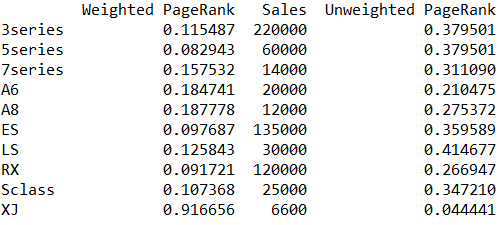 Weighted PageRank Sales Unweighted PageRank
3series 0.115487 220000 0.379501
5series 0.082943 60000 0.379501
7series 0.157532 14000 0.311090
A6 0.184741 20000 0.210475
A8 0.187778 12000 0.275372
ES 0.097687 135000 0.359589
LS 0.125843 30000 0.414677
RX 0.091721 120000 0.266947
Sclass 0.107368 25000 0.347210
XJ 0.916656 6600 0.044441